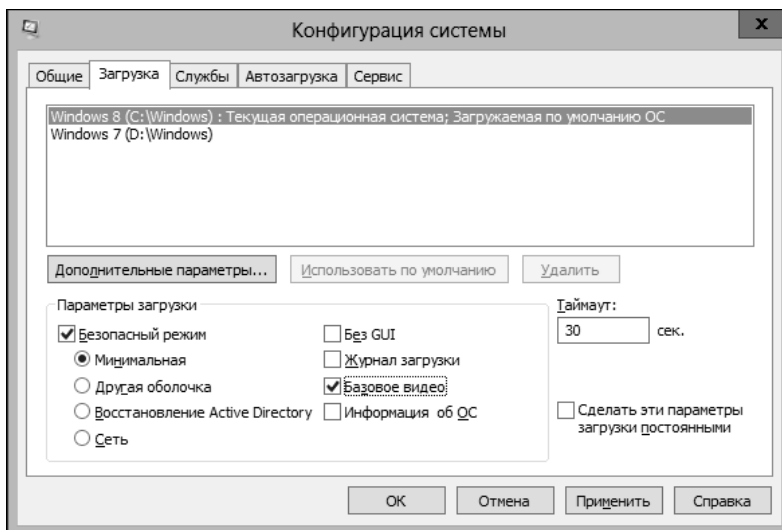 Конфигурация системы
x
Общие Загрузка Службы Автозагрузка Сервис
Windows 8 (C:\Windows) : Текущая операционная система; Загружаемая по умолчанию ОС
Windows 7 (D:\Windows)
Дополнительные параметры... Использовать по умолчанию Удалить
Параметры загрузки
Таймаут:
Безопасный режим
Без GUI
30 сек.
Минимальная
Журнал загрузки
Другая оболочка
Базовое видео
Восстановление Active Directory
Информация об ОС
Сделать эти параметры
загрузки постоянными
Сеть
ОК Отмена Применить Справка